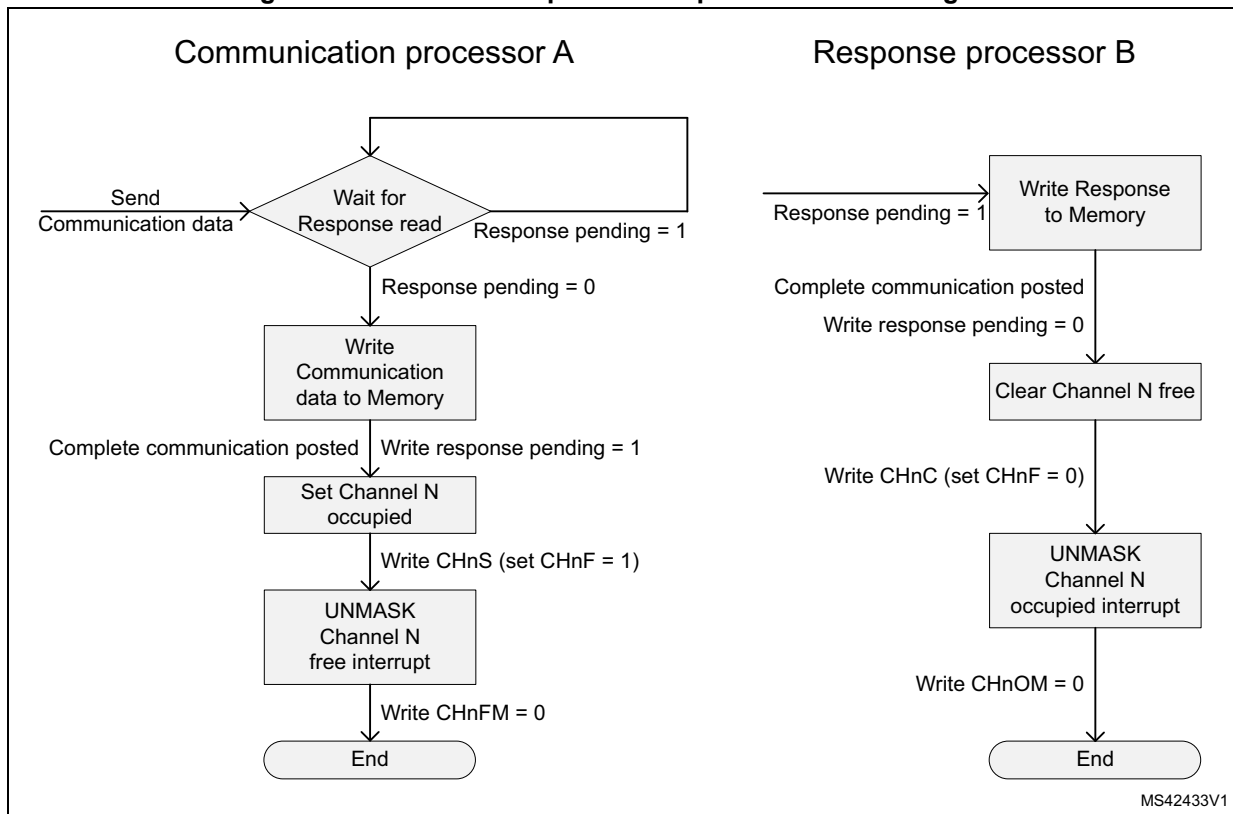 Communication processor A
Response processor B
Send
Communication data
Wait for
Response read
Response pending = 1
Response pending = 0
Write
Communication
data to Memory
Complete communication posted
Write response pending = 1
Set Channel N
occupied
Write CHnS (set CHnF = 1)
UNMASK
Channel N
free interrupt
Write CHnFM = 0
End
Response pending = 1
Write Response
to Memory
Complete communication posted
Write response pending = 0
Clear Channel N free
Write CHnC (set CHnF = 0)
UNMASK
Channel N
occupied interrupt
Write CHnOM = 0
End
MS42433V1